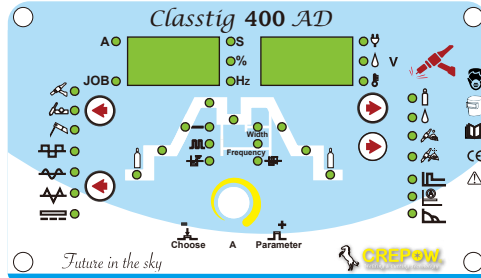 Classtig 400 AD
A
S
%
V
JOB
Hz
Width
Frequency
Choose
A
Parameter
Future in the sky
CREPOW